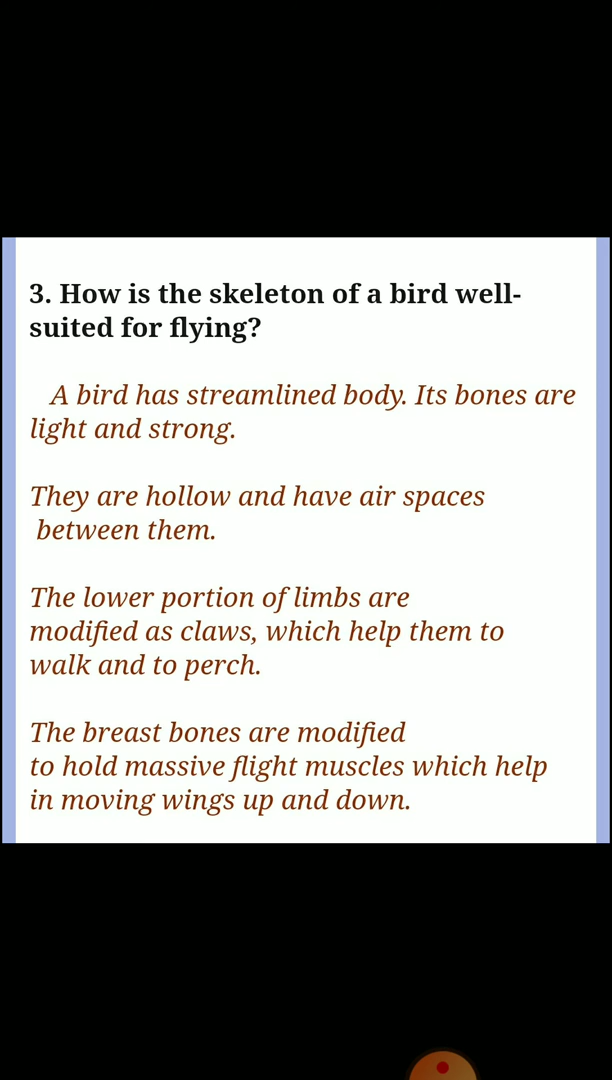 3. How is the skeleton of a bird well-
suited for flying?
A bird has streamlined body. Its bones are
light and strong.
They are hollow and have air spaces
between them.
The lower portion of limbs are
modified as claws, which help them to
walk and to perch.
The breast bones are modified
to hold massive flight muscles which help
in moving wings up and down.